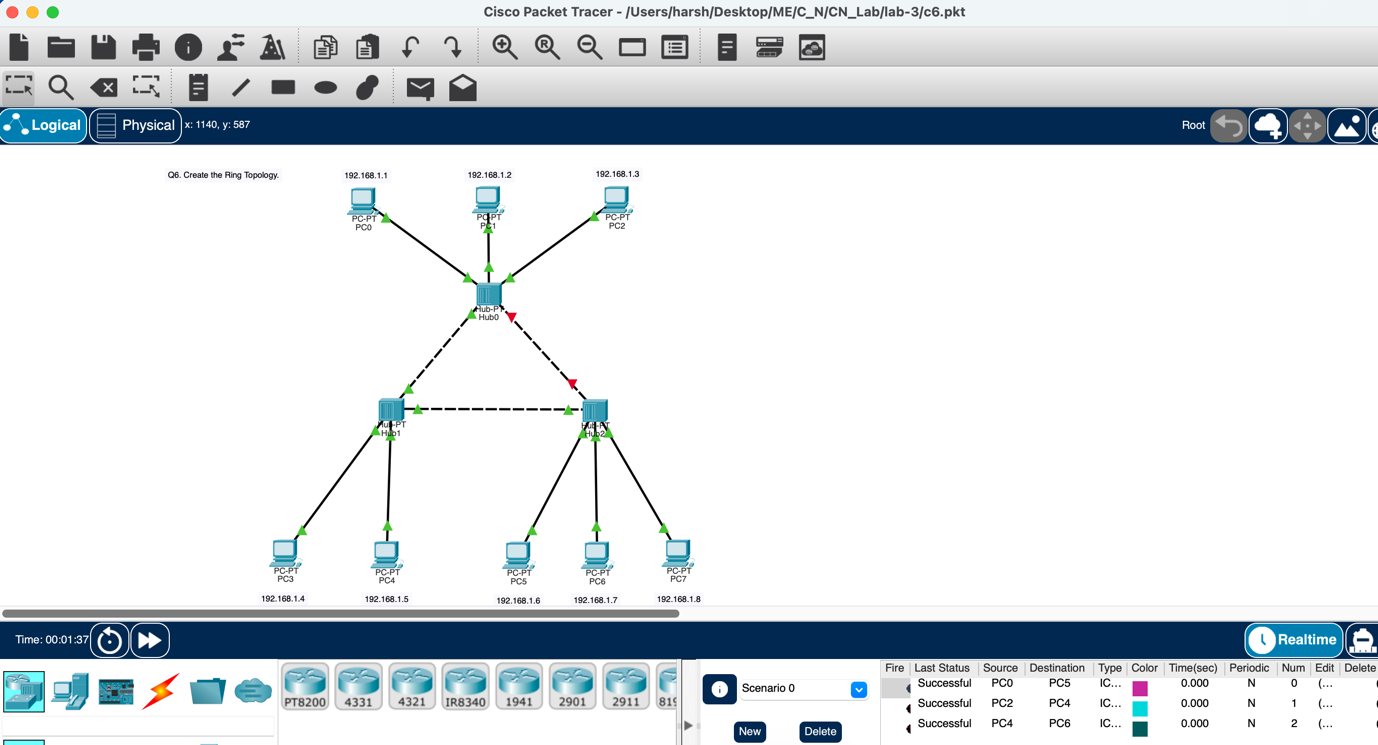 Cisco Packet Tracer - /Users/harsh/Desktop/ME/C_N/CN_Lab/lab-3/c6.pkt
Logical Physical x: 1140, y: 587 Root
Q6. Create the Ring Topology. 192.168.1.1 192.168.1.2 192.168.1.3
PC-PT PC-PT PC-PT
PC0 PC1 PC2
Hub-PT
Hub0
Hub-PT Hub-PT
Hub1 Hub2
PC-PT PC-PT PC-PT PC-PT PC-PT
PC3 PC4 PC5 PC6 PC7
192.168.1.4 192.168.1.5 192.168.1.6 192.168.1.7 192.168.1.8
Time: 00:01:37 Realtime
PT8200 4331 4321 IR8340 1941 2901 2911 819
Scenario 0
New Delete
Fire Last Status Source Destination Type Color Time(sec) Periodic Num Edit Delete
Successful PC0 PC5 IC... 0.000 N 0 (...
Successful PC2 PC4 IC... 0.000 N 1 (...
Successful PC4 PC6 IC... 0.000 N 2 (...